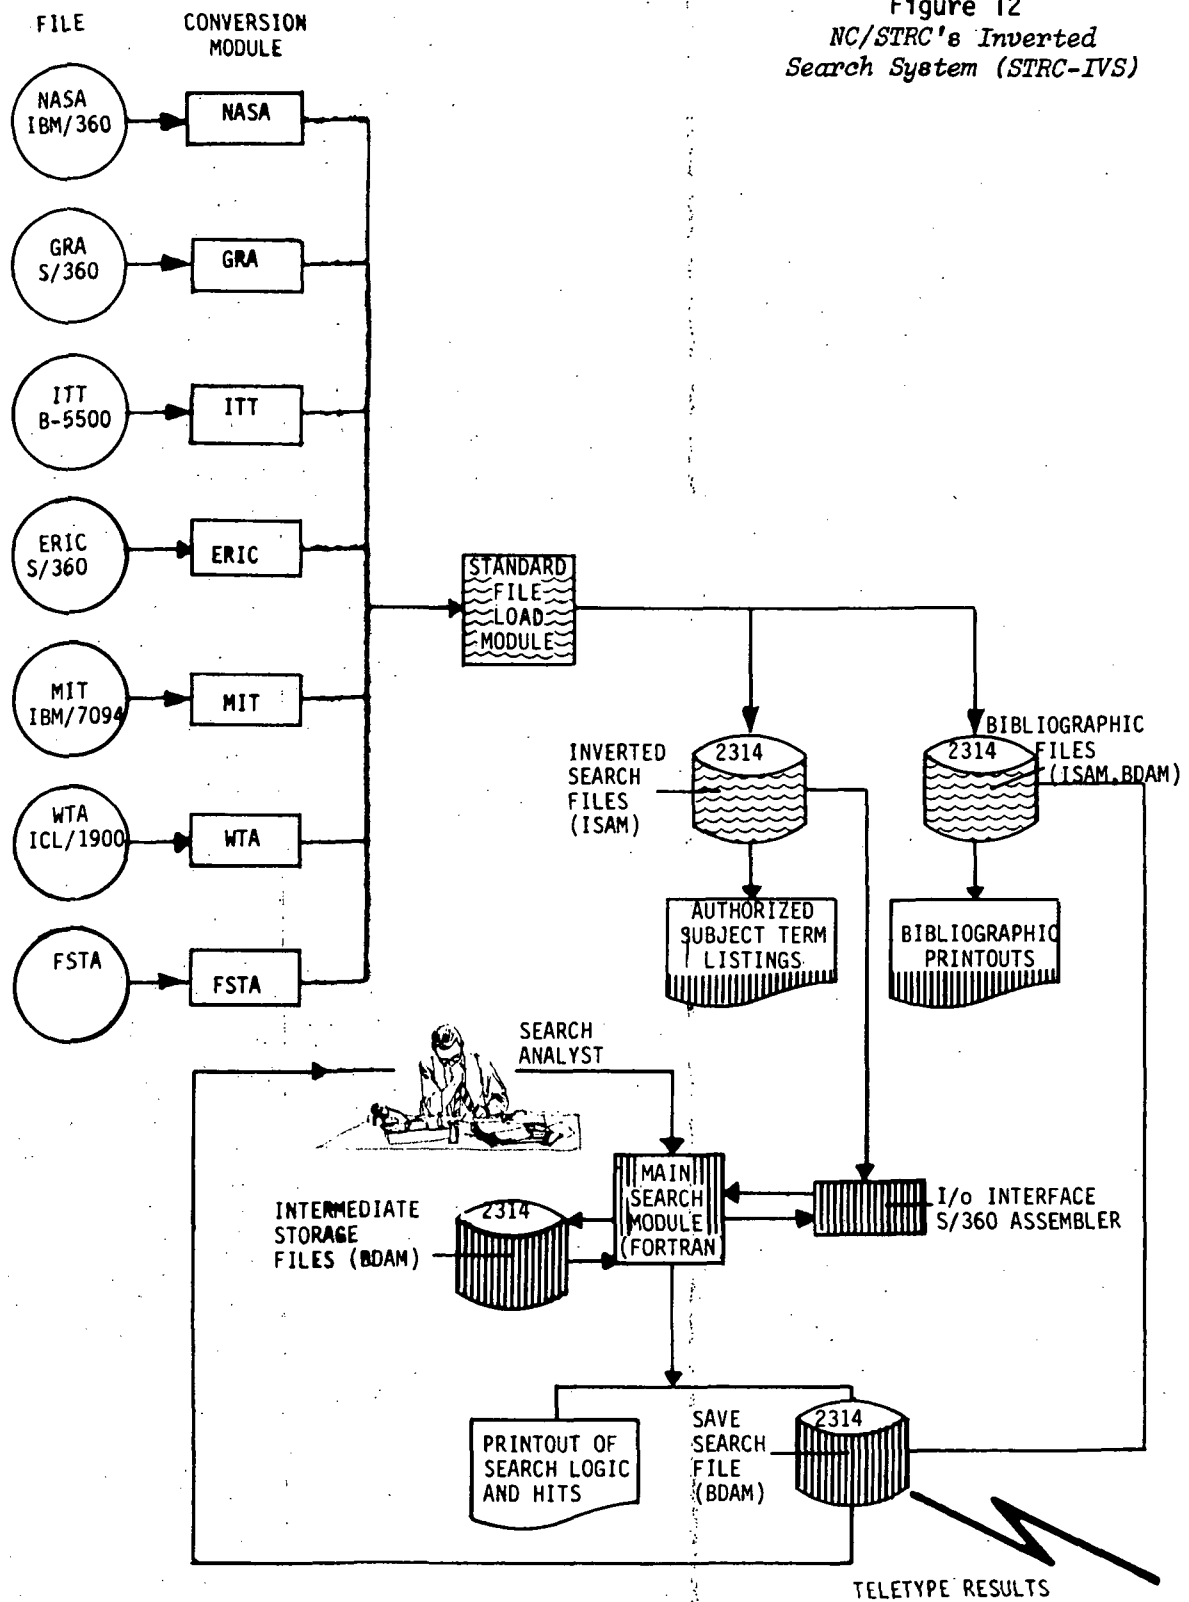 Figure 12
NC/STRC's Inverted
Search System (STRC-IVS)
FILE
CONVERSION
MODULE
NASA
IBM/360
NASA
GRA
S/360
GRA
ITT
B-5500
ITT
ERIC
S/360
ERIC
MIT
IBM/7094
MIT
WTA
ICL/1900
WTA
FSTA
FSTA
STANDARD
FILE
LOAD
MODULE
INVERTED
SEARCH
FILES
(ISAM)
2314
2314
BIBLIOGRAPHIC
FILES
(ISAM.BDAM)
AUTHORIZED
SUBJECT TERM
LISTINGS
BIBLIOGRAPHIC
PRINTOUTS
SEARCH
ANALYST
MAIN
SEARCH
MODULE
(FORTRAN
I/o INTERFACE
S/360 ASSEMBLER
INTERMEDIATE
STORAGE
FILES (BDAM)
2314
PRINTOUT OF
SEARCH LOGIC
AND HITS
SAVE
SEARCH
FILE
(BDAM)
2314
TELETYPE RESULTS